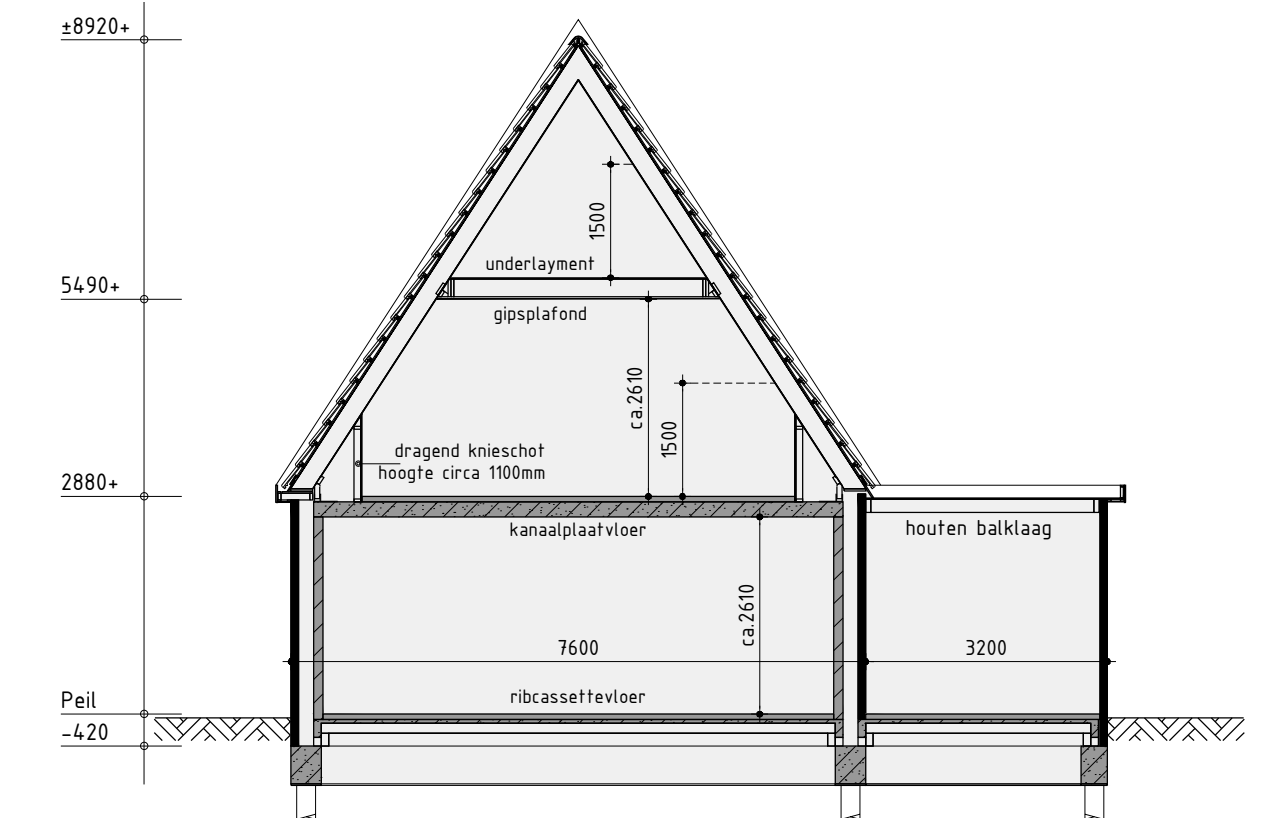 ±8920+
1500
underlayment
5490+
gipsplafond
ca.2610
1500
dragend knieschot
hoogte circa 1100mm
2880+
kanaalplaatvloer
houten balklaag
ca.2610
7600
3200
ribcassettevloer
Peil
-420